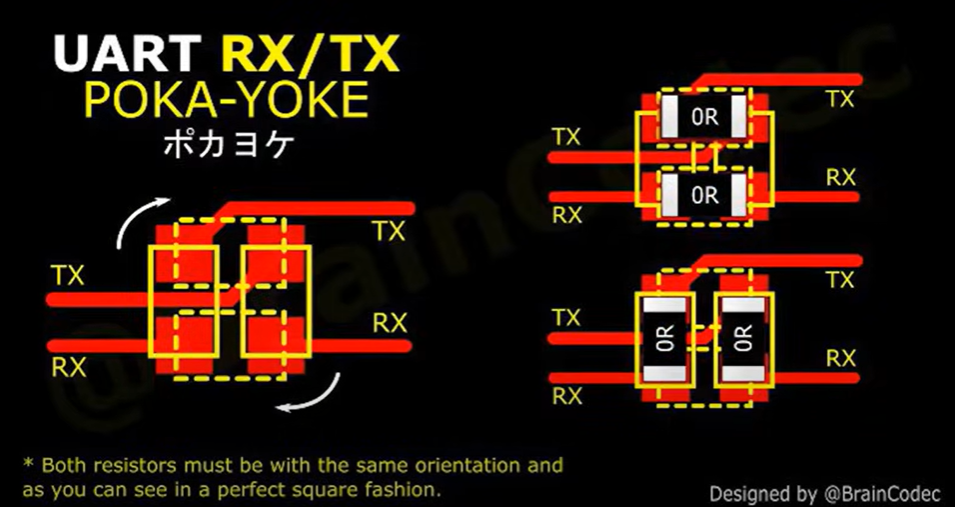 UART RX/TX
POKA-YOKE
ポカヨケ
TX
TX
RX
RX
0R
TX
TX
RX
RX
0R
TX
TX
0R
0R
RX
RX
* Both resistors must be with the same orientation and
as you can see in a perfect square fashion.
Designed by @BrainCodec
@BrainCodec